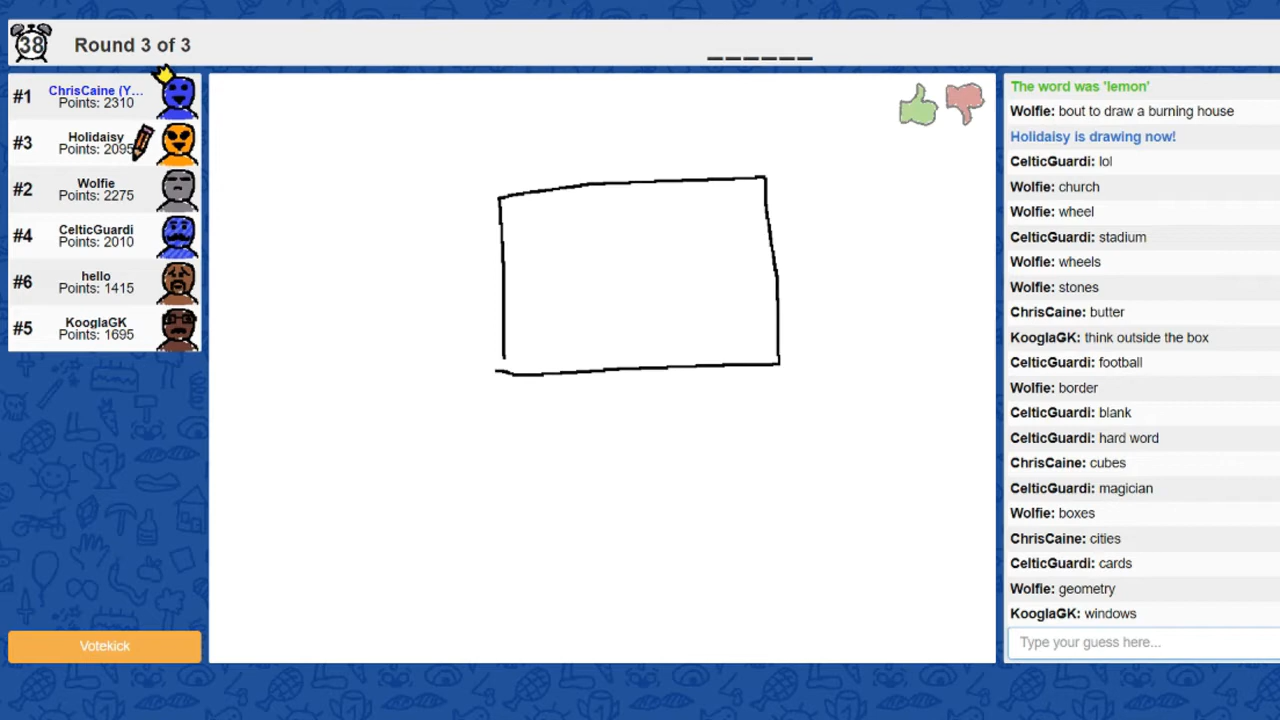 38
Round 3 of 3
______
#1
ChrisCaine (Y...
Points: 2310
#3
Holidaisy
Points: 2095
#2
Wolfie
Points: 2275
#4
CelticGuardi
Points: 2010
#6
hello
Points: 1415
#5
KooglaGK
Points: 1695
Votekick
The word was 'lemon'
Wolfie: bout to draw a burning house
Holidaisy is drawing now!
CelticGuardi: lol
Wolfie: church
Wolfie: wheel
CelticGuardi: stadium
Wolfie: wheels
Wolfie: stones
ChrisCaine: butter
KooglaGK: think outside the box
CelticGuardi: football
Wolfie: border
CelticGuardi: blank
CelticGuardi: hard word
ChrisCaine: cubes
CelticGuardi: magician
Wolfie: boxes
ChrisCaine: cities
CelticGuardi: cards
Wolfie: geometry
KooglaGK: windows
Type your guess here...